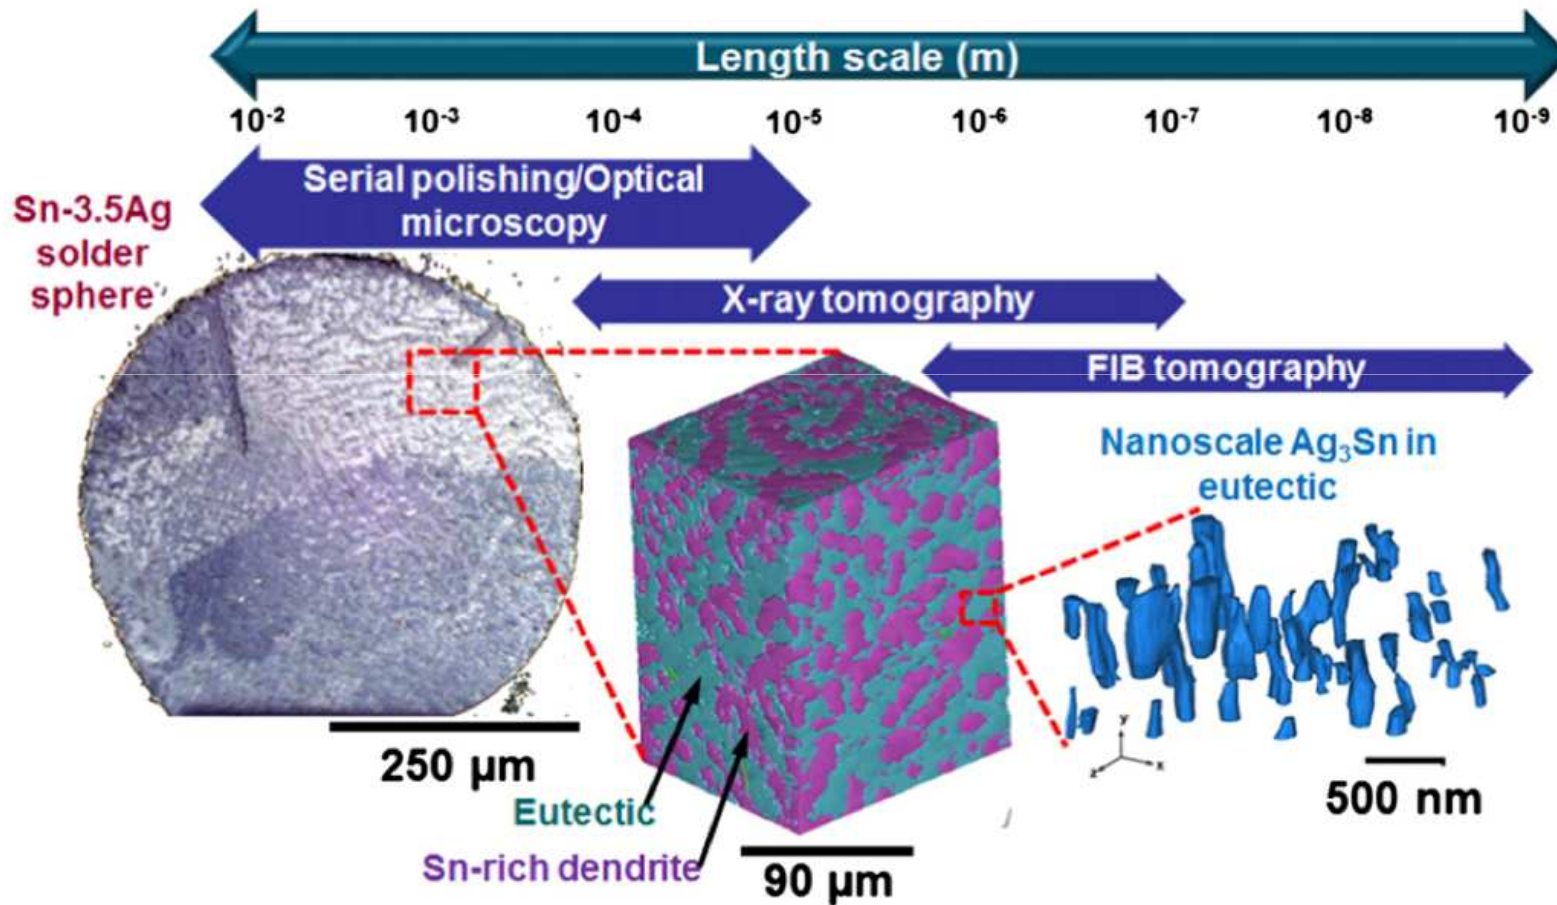 Length scale (m)
10⁻² 10⁻³ 10⁻⁴ 10⁻⁵ 10⁻⁶ 10⁻⁷ 10⁻⁸ 10⁻⁹
Serial polishing/Optical
microscopy
Sn-3.5Ag
solder
sphere
X-ray tomography
FIB tomography
Nanoscale Ag₃Sn in
eutectic
y
z x
250 µm
500 nm
Eutectic
Sn-rich dendrite
90 µm